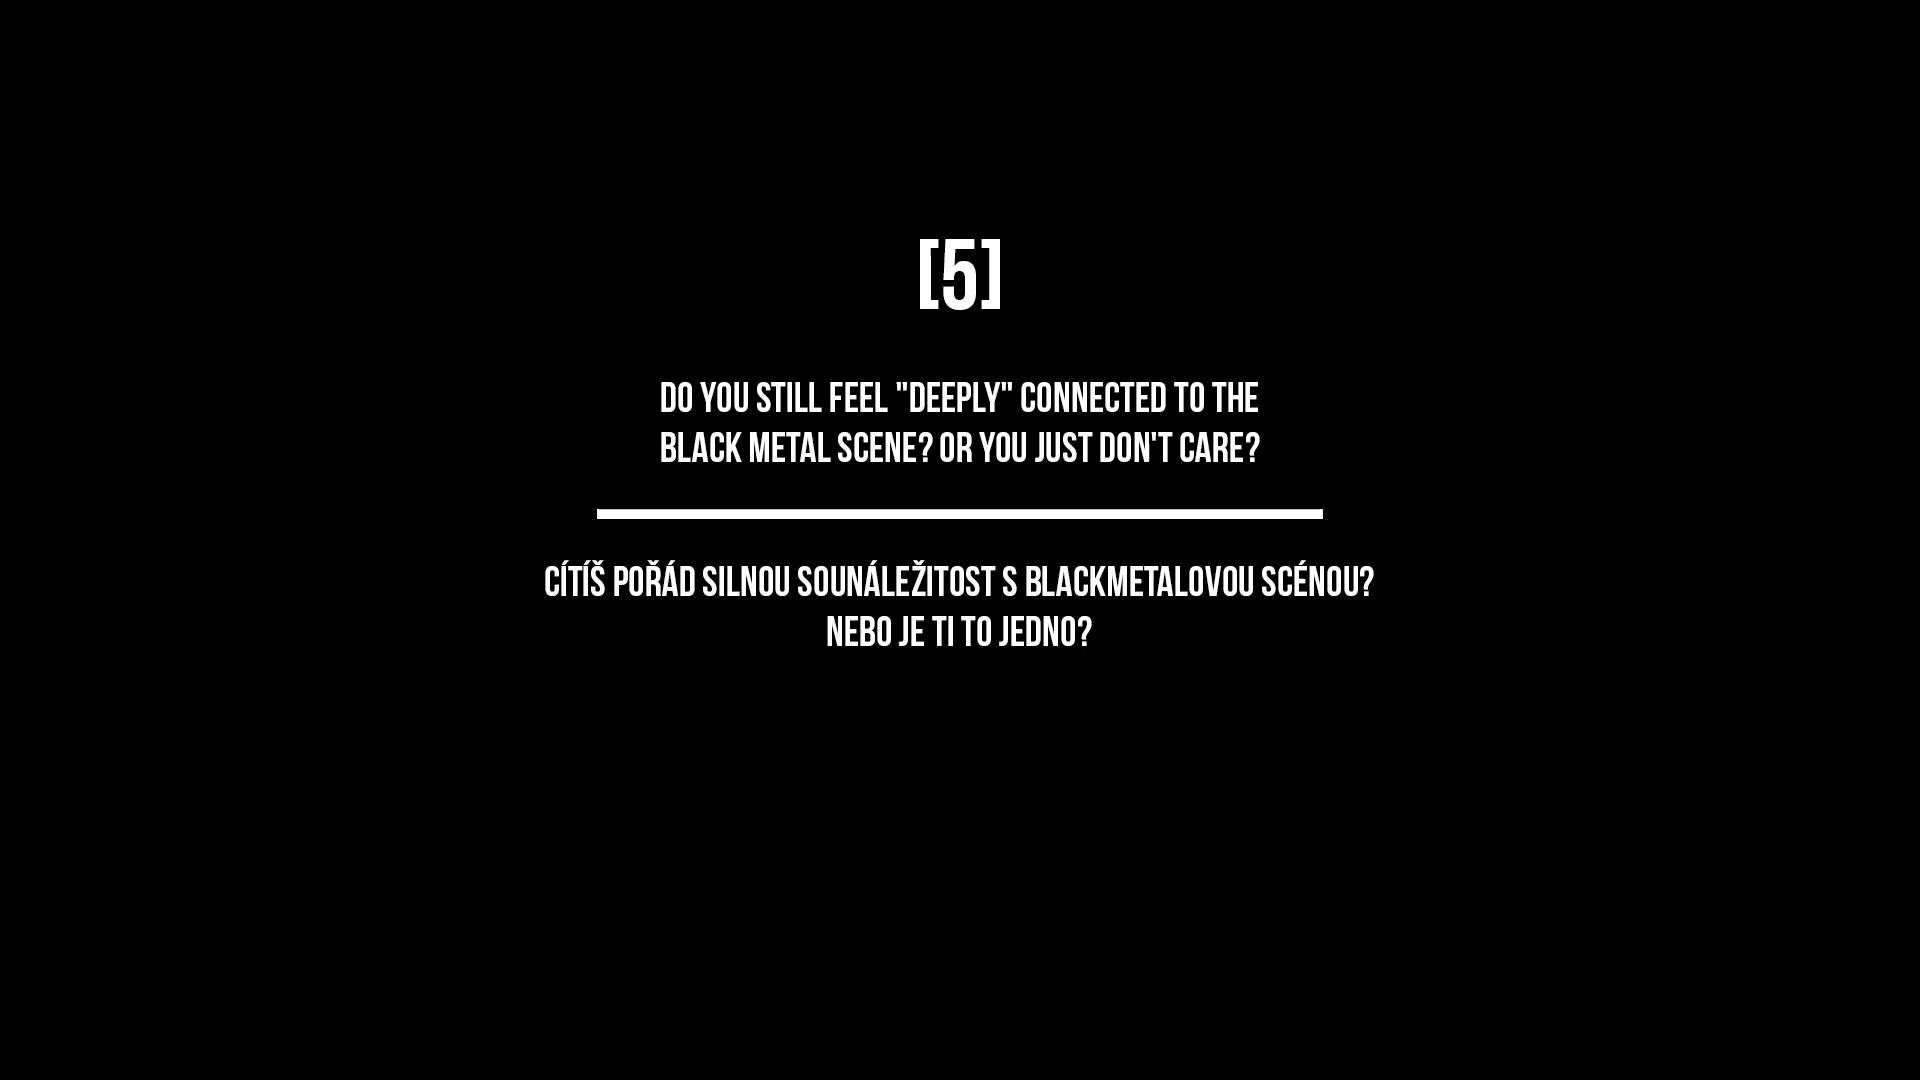 [5]
DO YOU STILL FEEL "DEEPLY" CONNECTED TO THE
BLACK METAL SCENE? OR YOU JUST DON'T CARE?
CÍTÍŠ POŘÁD SILNOU SOUNÁLEŽITOST S BLACKMETALOVOU SCÉNOU?
NEBO JE TI TO JEDNO?